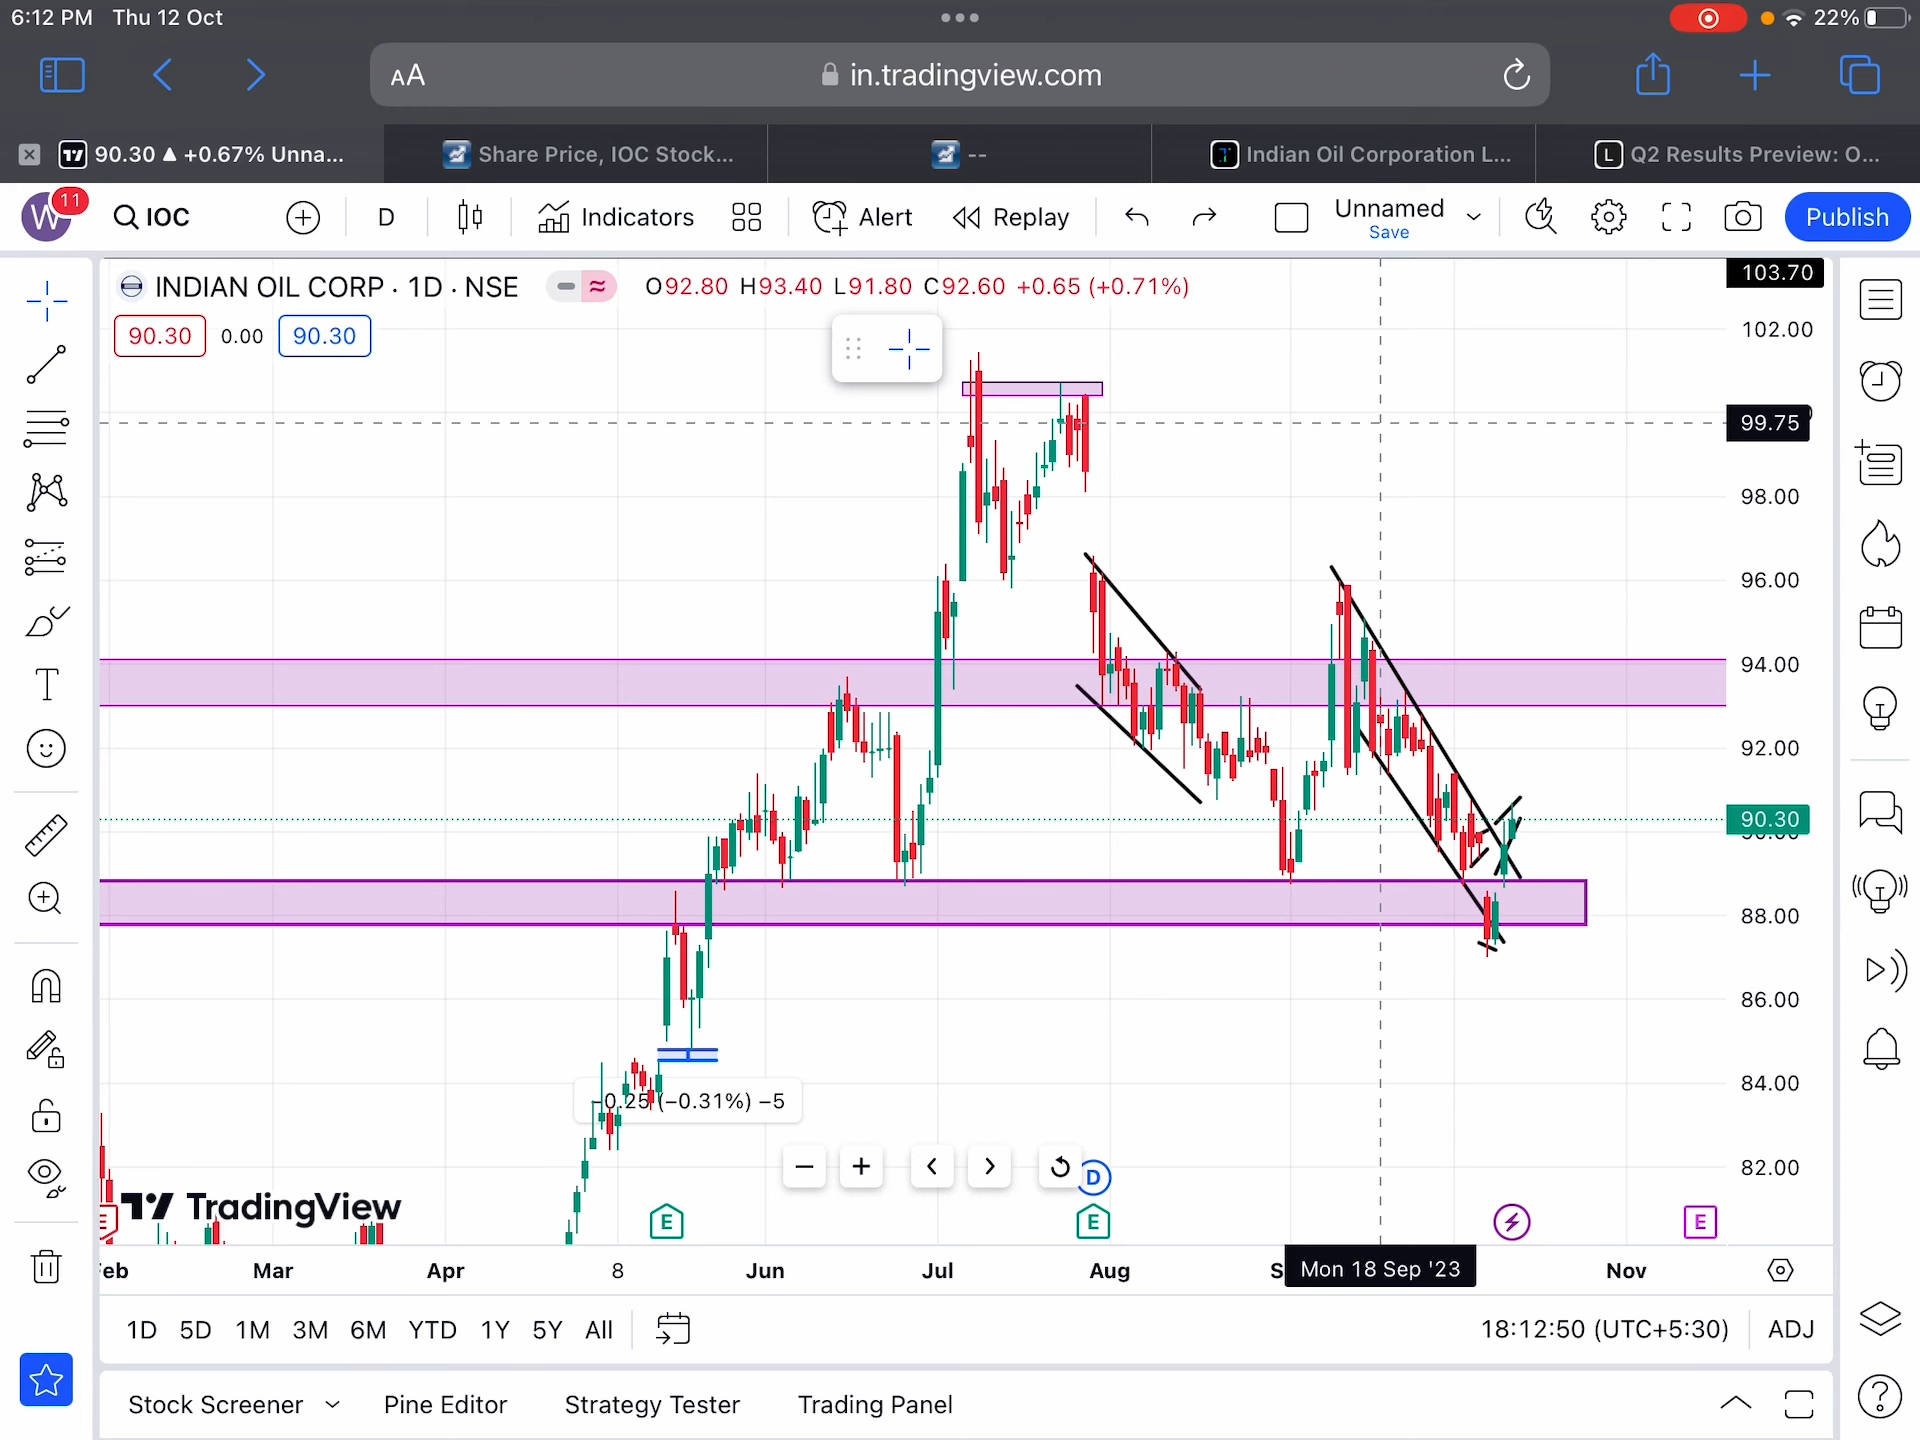 6:12 PM Thu 12 Oct
22%
AA in.tradingview.com
90.30 ▲ +0.67% Unna... Share Price, IOC Stock... -- Indian Oil Corporation L... L Q2 Results Preview: O...
W 11 IOC D Indicators Alert Replay Unnamed Save Publish
INDIAN OIL CORP · 1D · NSE O92.80 H93.40 L91.80 C92.60 +0.65 (+0.71%)
90.30 0.00 90.30
103.70
102.00
99.75
98.00
96.00
94.00
92.00
90.30
88.00
86.00
84.00
82.00
−0.25 (−0.31%) −5
D
TradingView
E E E E
eb Mar Apr 8 Jun Jul Aug S Mon 18 Sep '23 Nov
1D 5D 1M 3M 6M YTD 1Y 5Y All 18:12:50 (UTC+5:30) ADJ
Stock Screener Pine Editor Strategy Tester Trading Panel